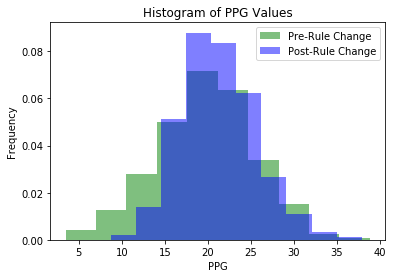 Histogram of PPG Values
Pre-Rule Change
Post-Rule Change
Frequency
0.08
0.06
0.04
0.02
0.00
5 10 15 20 25 30 35 40
PPG